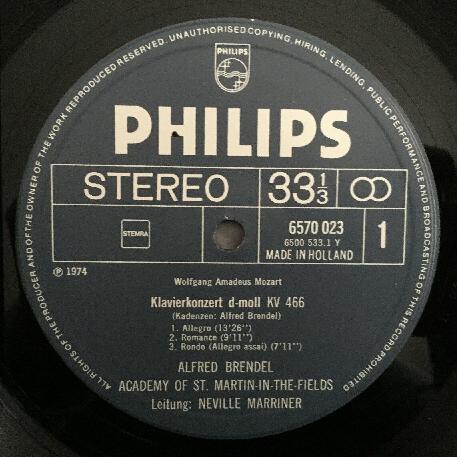 ALL RIGHTS OF THE PRODUCER AND OF THE OWNER OF THE WORK REPRODUCED RESERVED. UNAUTHORISED COPYING, HIRING, LENDING, PUBLIC PERFORMANCE AND BROADCASTING OF THIS RECORD PROHIBITED
PHILIPS
PHILIPS
STEREO
33 1/3
STEMRA
6570 023
6500 533.1 Y
MADE IN HOLLAND
1
℗ 1974
Wolfgang Amadeus Mozart
Klavierkonzert d-moll KV 466
(Kadenzen: Alfred Brendel)
1. Allegro (13'26'')
2. Romance (9'11'')
3. Rondo (Allegro assai) (7'11'')
ALFRED BRENDEL
ACADEMY OF ST. MARTIN-IN-THE-FIELDS
Leitung: NEVILLE MARRINER